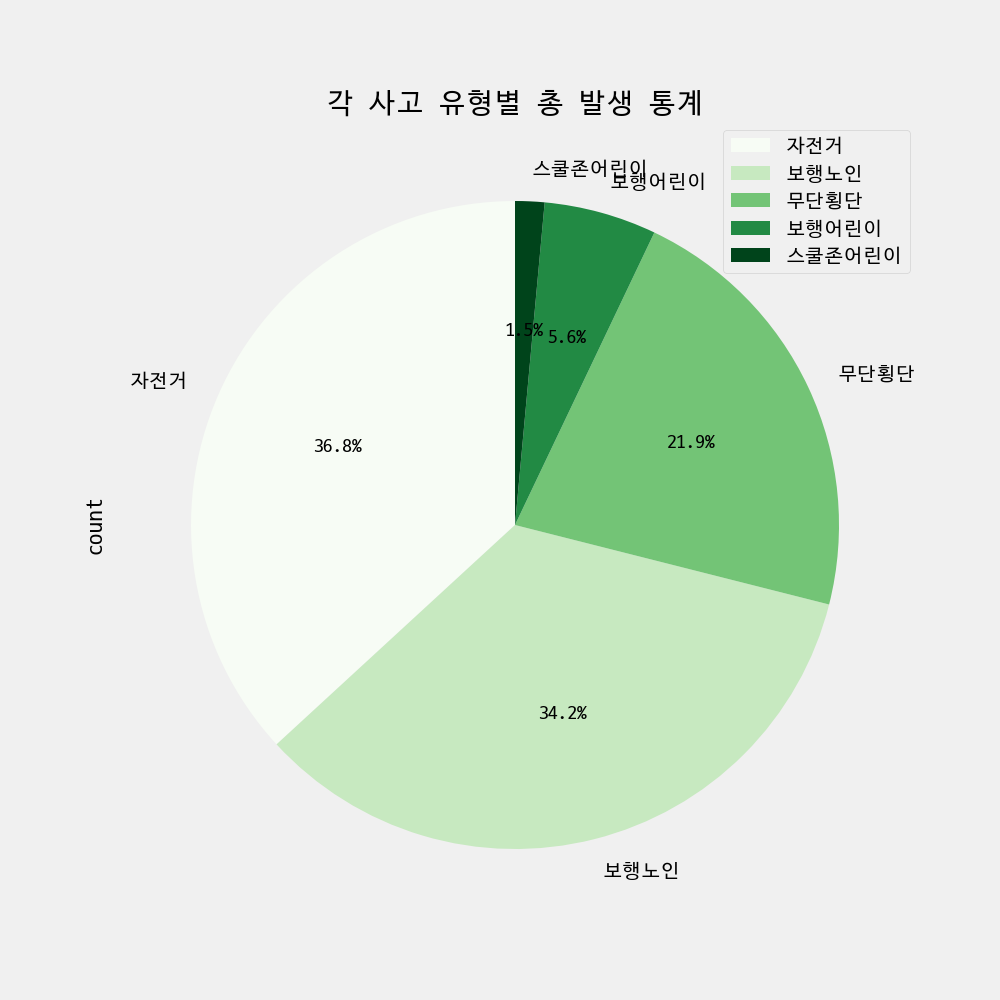 각 사고 유형별 총 발생 통계
자전거
보행노인
무단횡단
보행어린이
스쿨존어린이
스쿨존어린이
보행어린이
1.5%
5.6%
무단횡단
자전거
21.9%
36.8%
count
34.2%
보행노인